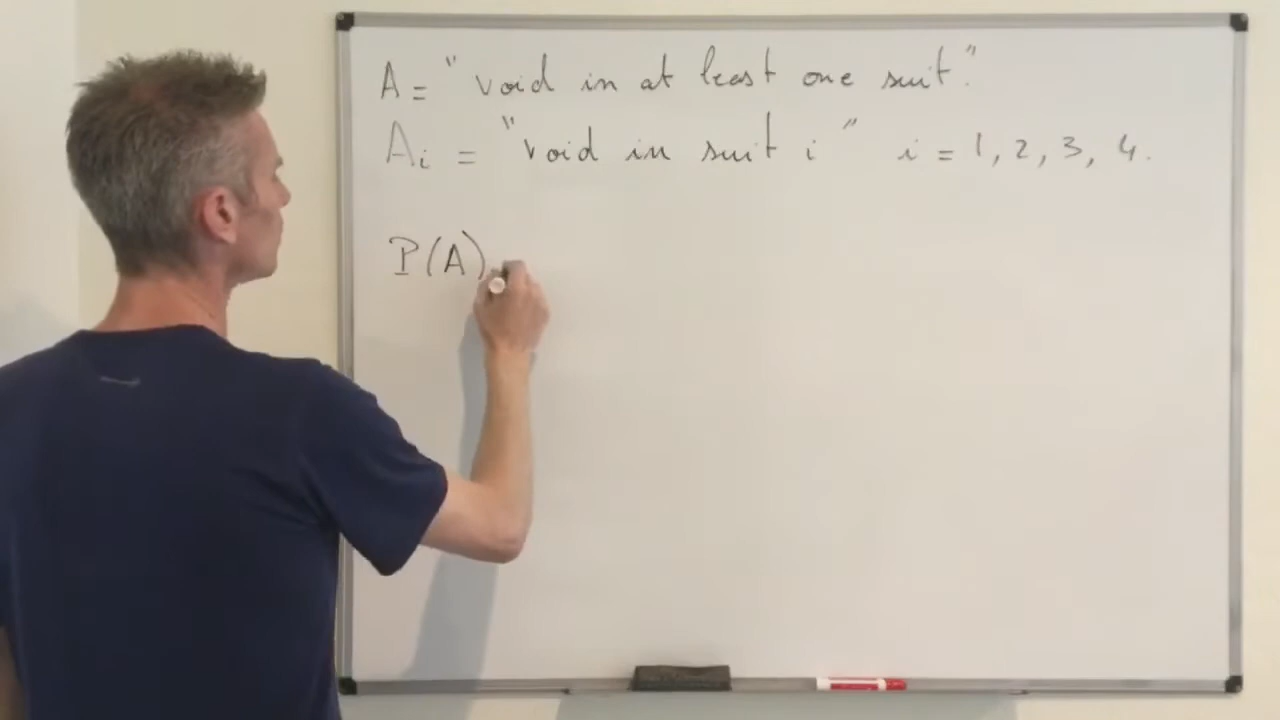 A = "void in at least one suit".
Ai = "void in suit i" i = 1, 2, 3, 4.
P(A)